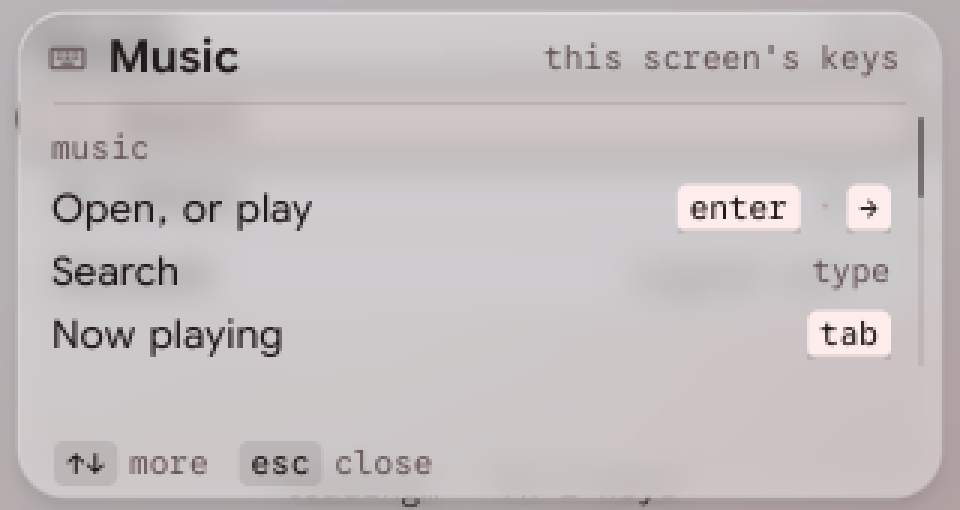 Music this screen's keys
music
Open, or play enter · →
Search type
Now playing tab
↑↓ more esc close